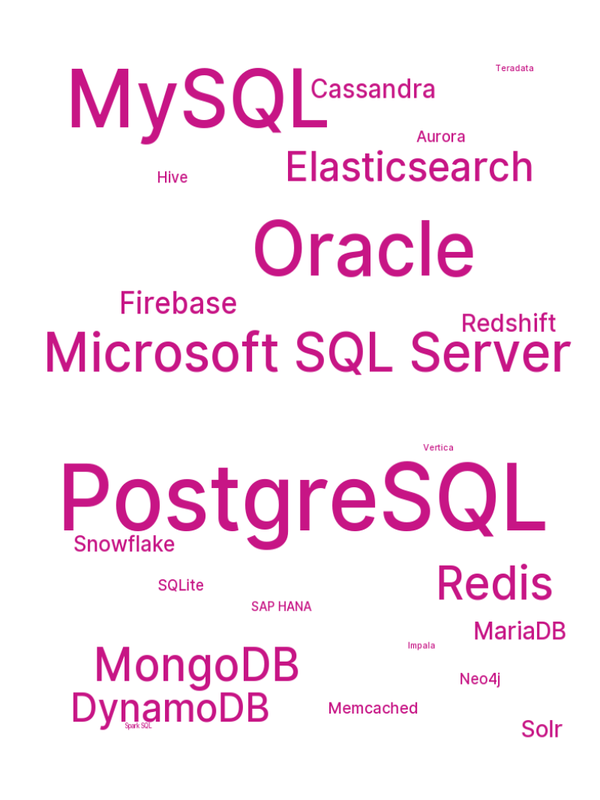 Teradata
MySQL
Cassandra
Aurora
Elasticsearch
Hive
Oracle
Firebase
Redshift
Microsoft SQL Server
Vertica
PostgreSQL
Snowflake
Redis
SQLite
SAP HANA
MariaDB
Impala
MongoDB
Neo4j
DynamoDB
Memcached
Spark SQL
Solr